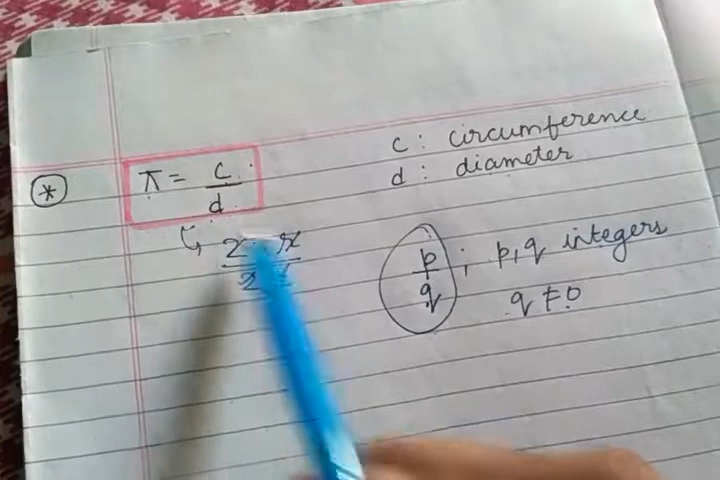 c : circumference
d : diameter
*
π = c/d
p/q ; p,q integers
q ≠ 0